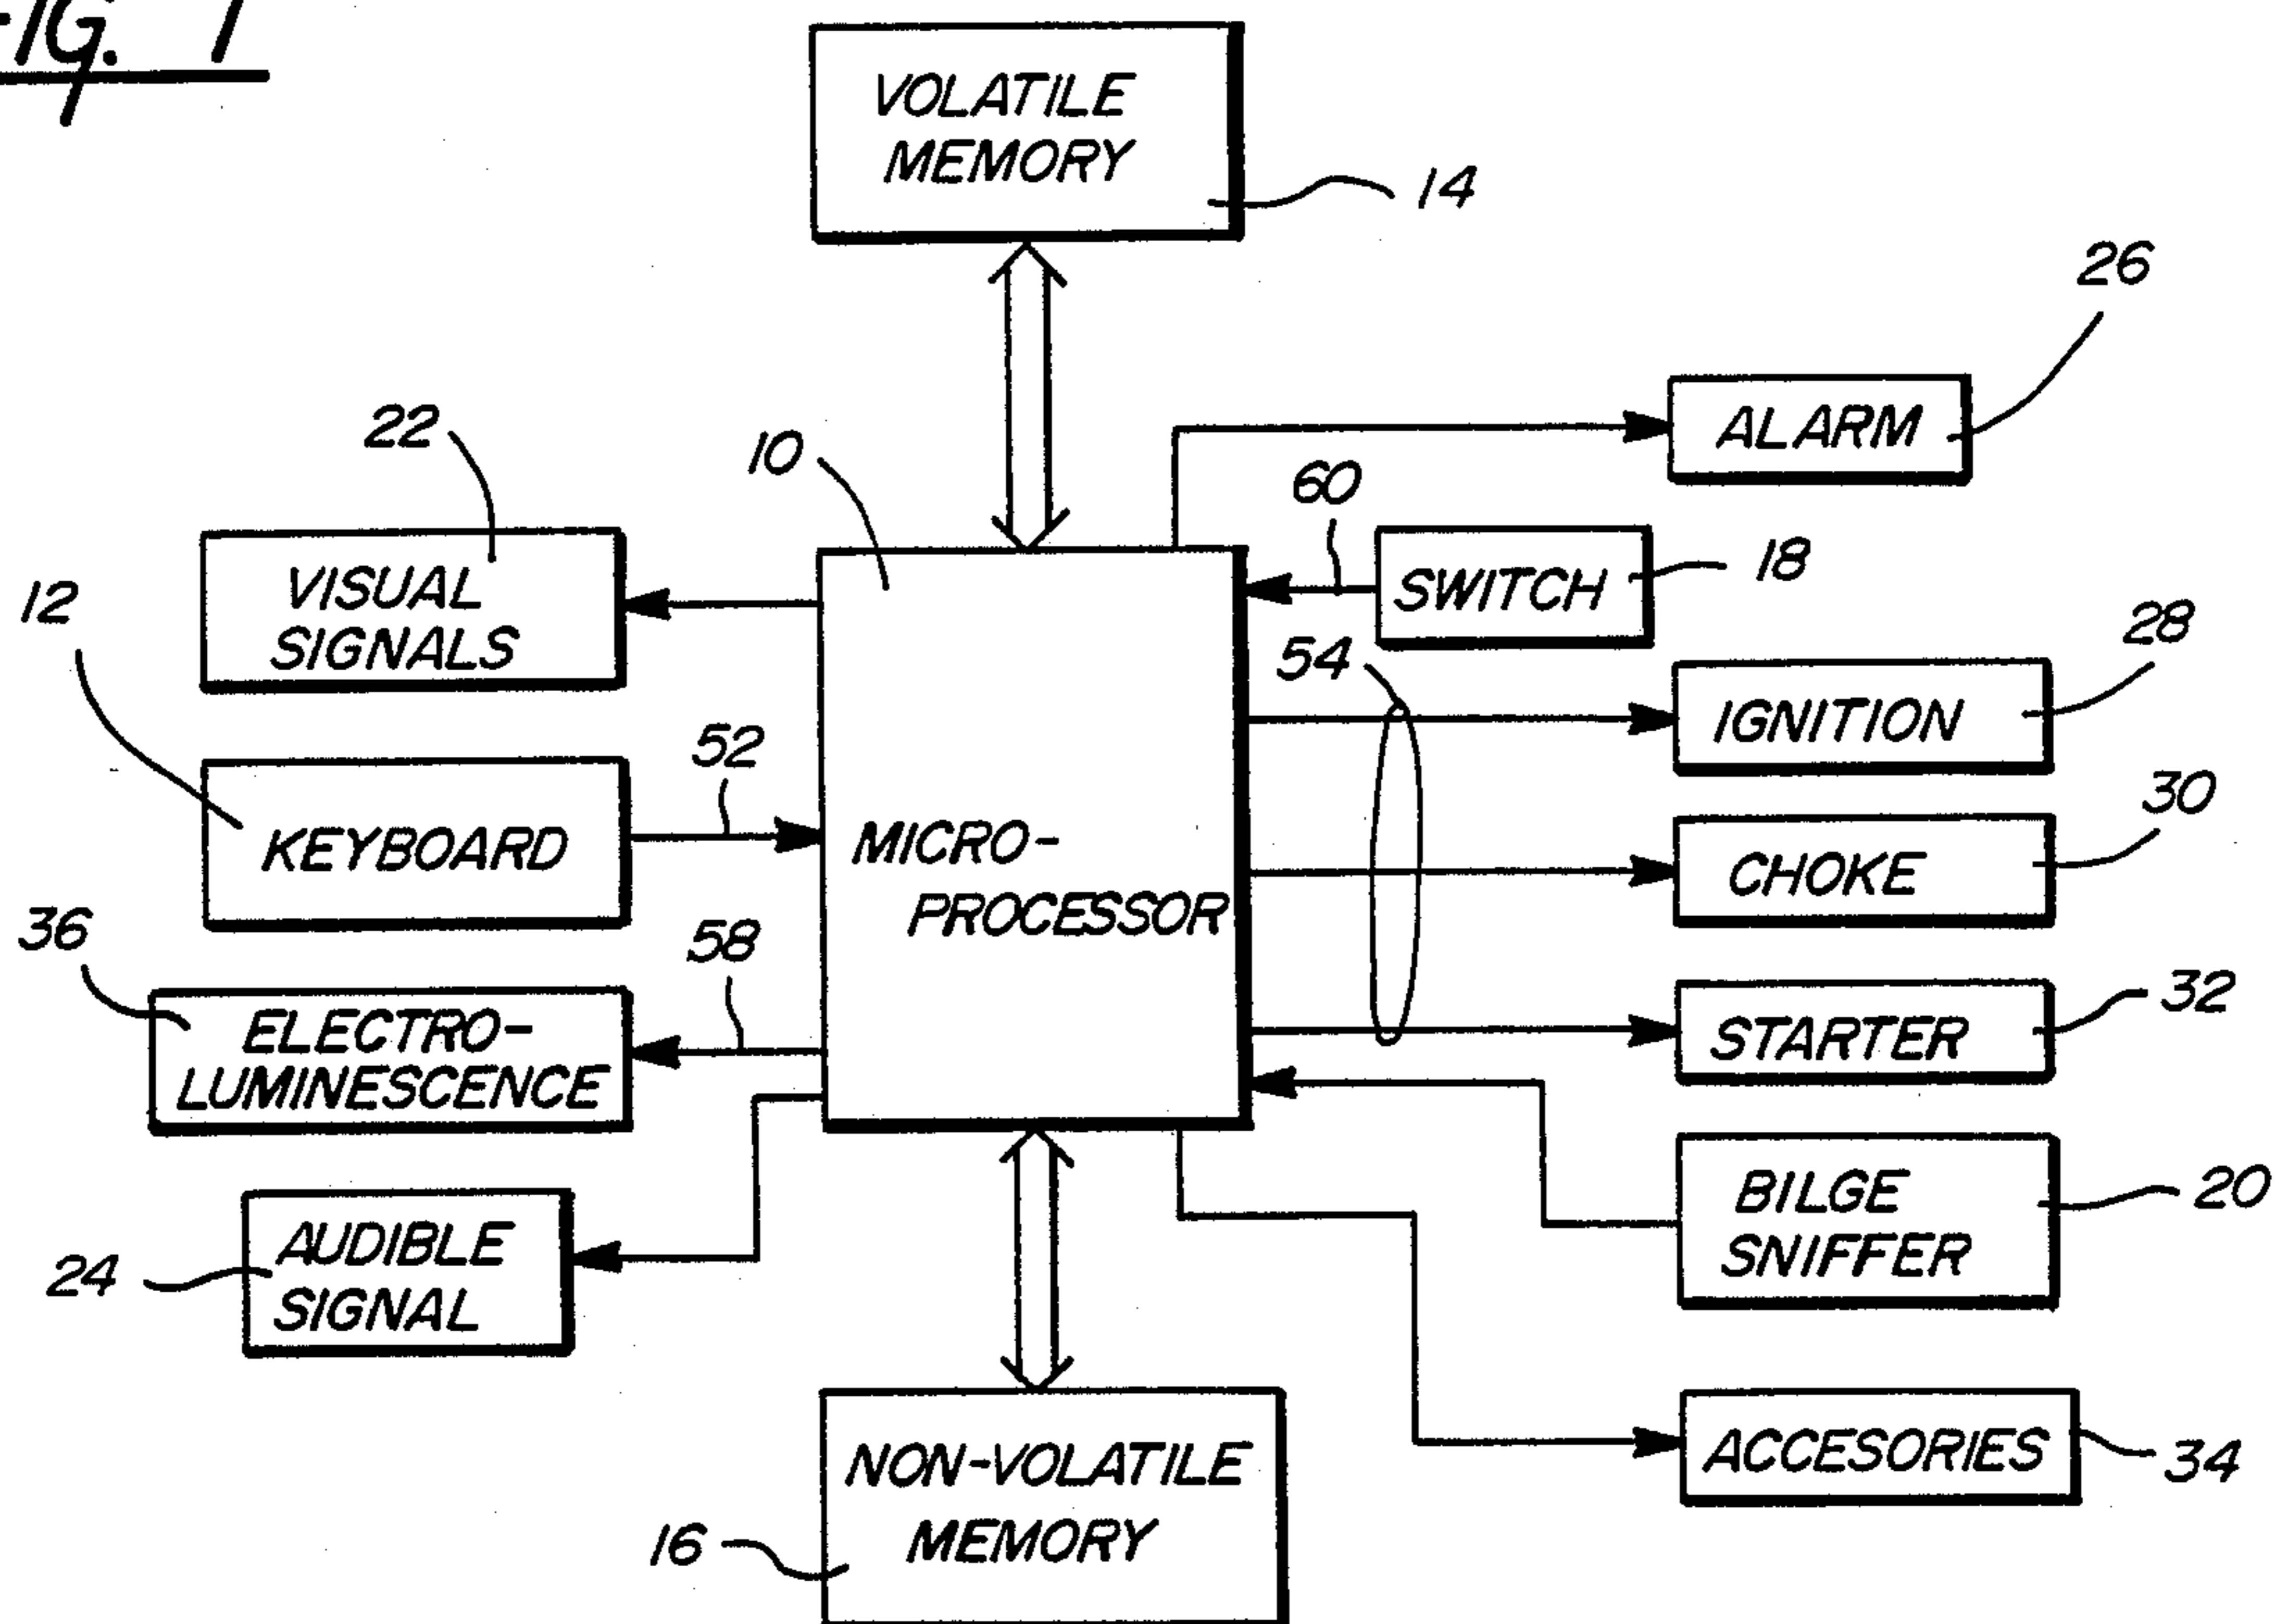 FIG. 1
VOLATILE
MEMORY
14
26
ALARM
22
10
60
SWITCH
18
VISUAL
SIGNALS
12
54
28
IGNITION
52
KEYBOARD
MICRO-
PROCESSOR
30
CHOKE
36
58
ELECTRO-
LUMINESCENCE
32
STARTER
BILGE
SNIFFER
20
AUDIBLE
SIGNAL
24
NON-VOLATILE
MEMORY
16
ACCESORIES
34